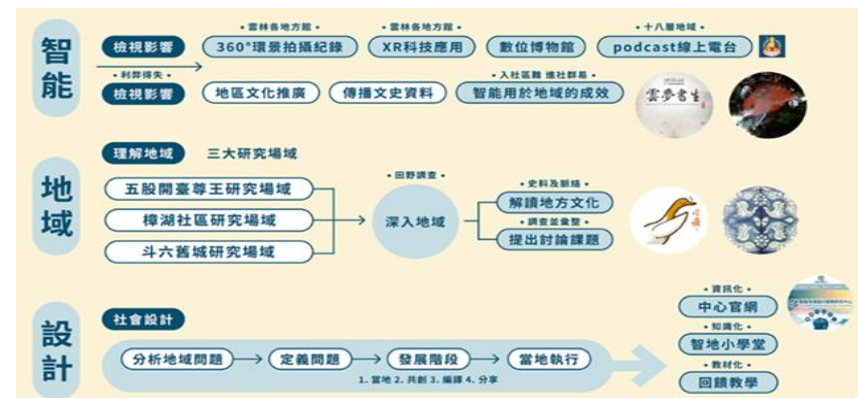 智能
• 雲林各地方館 •
• 雲林各地方館 •
• 十八層地域 •
檢視影響
360°環景拍攝紀錄
XR科技應用
數位博物館
podcast線上電台
• 利弊得失 •
• 入社區難 進社群易 •
檢視影響
地區文化推廣
傳播文史資料
智能用於地域的成效
雲夢書生
地域
理解地域
三大研究場域
五股開臺尊王研究場域
樟湖社區研究場域
斗六舊城研究場域
• 田野調查 •
深入地域
• 史料及脈絡 •
解讀地方文化
• 調查並彙整 •
提出討論課題
設計
社會設計
分析地域問題
定義問題
發展階段
當地執行
1. 當地 2. 共創 3. 編譯 4. 分享
• 資訊化 •
中心官網
• 知識化 •
智地小學堂
• 教材化 •
回饋教學